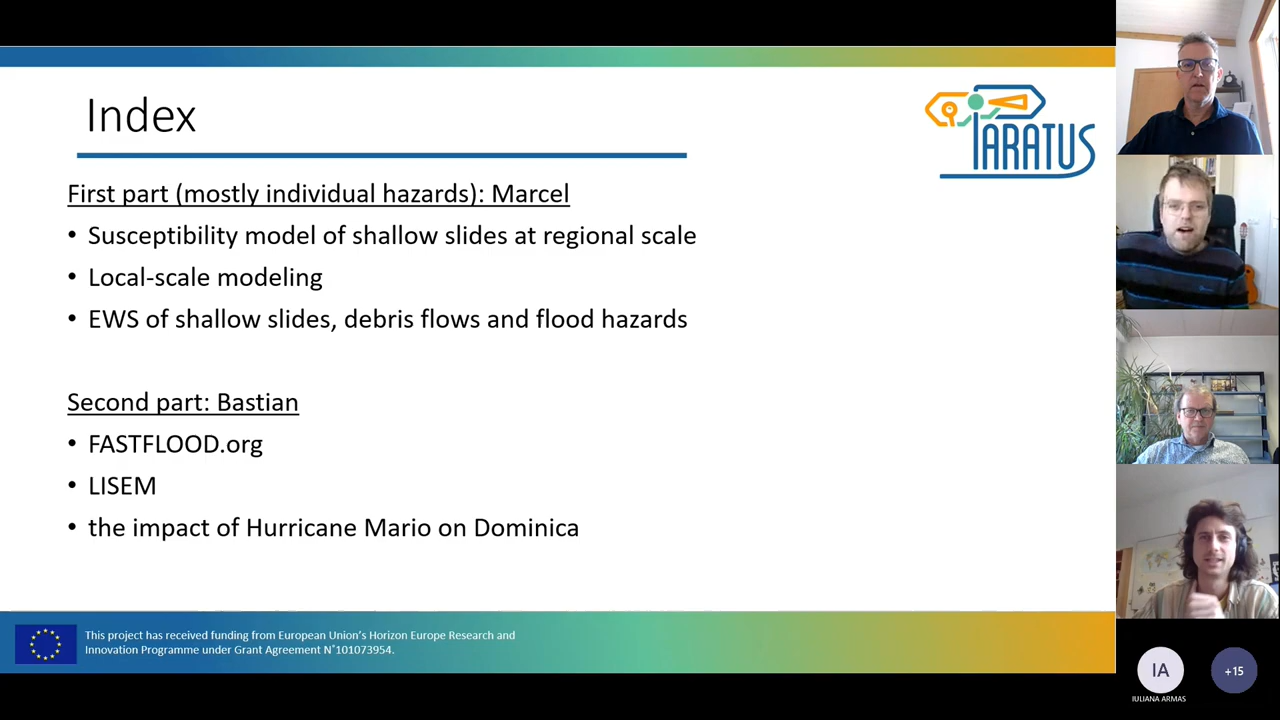 Index
PARATUS
First part (mostly individual hazards): Marcel
• Susceptibility model of shallow slides at regional scale
• Local-scale modeling
• EWS of shallow slides, debris flows and flood hazards
Second part: Bastian
• FASTFLOOD.org
• LISEM
• the impact of Hurricane Mario on Dominica
This project has received funding from European Union's Horizon Europe Research and
Innovation Programme under Grant Agreement N°101073954.
IA
+15
IULIANA ARMAS